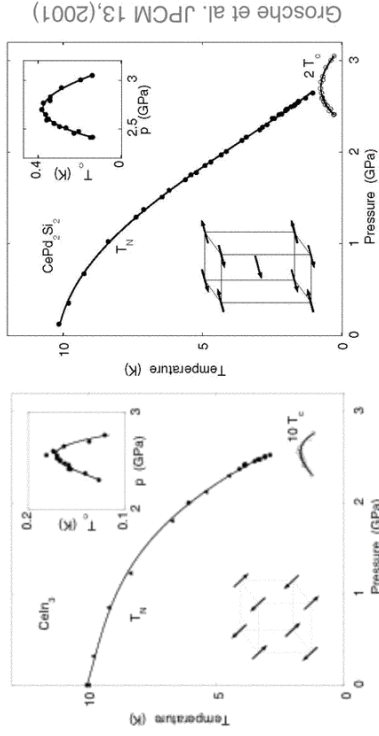 Grosche et al. JPCM 13,(2001)
CeIn3
TN
Temperature (K)
10
5
0
0
1
2
3
Pressure (GPa)
10 Tc
0.2
0.1
Tc (K)
2
3
p (GPa)
CePd2Si2
TN
Temperature (K)
10
5
0
0
1
2
3
Pressure (GPa)
2 Tc
0.4
0
Tc (K)
2.5
3
p (GPa)